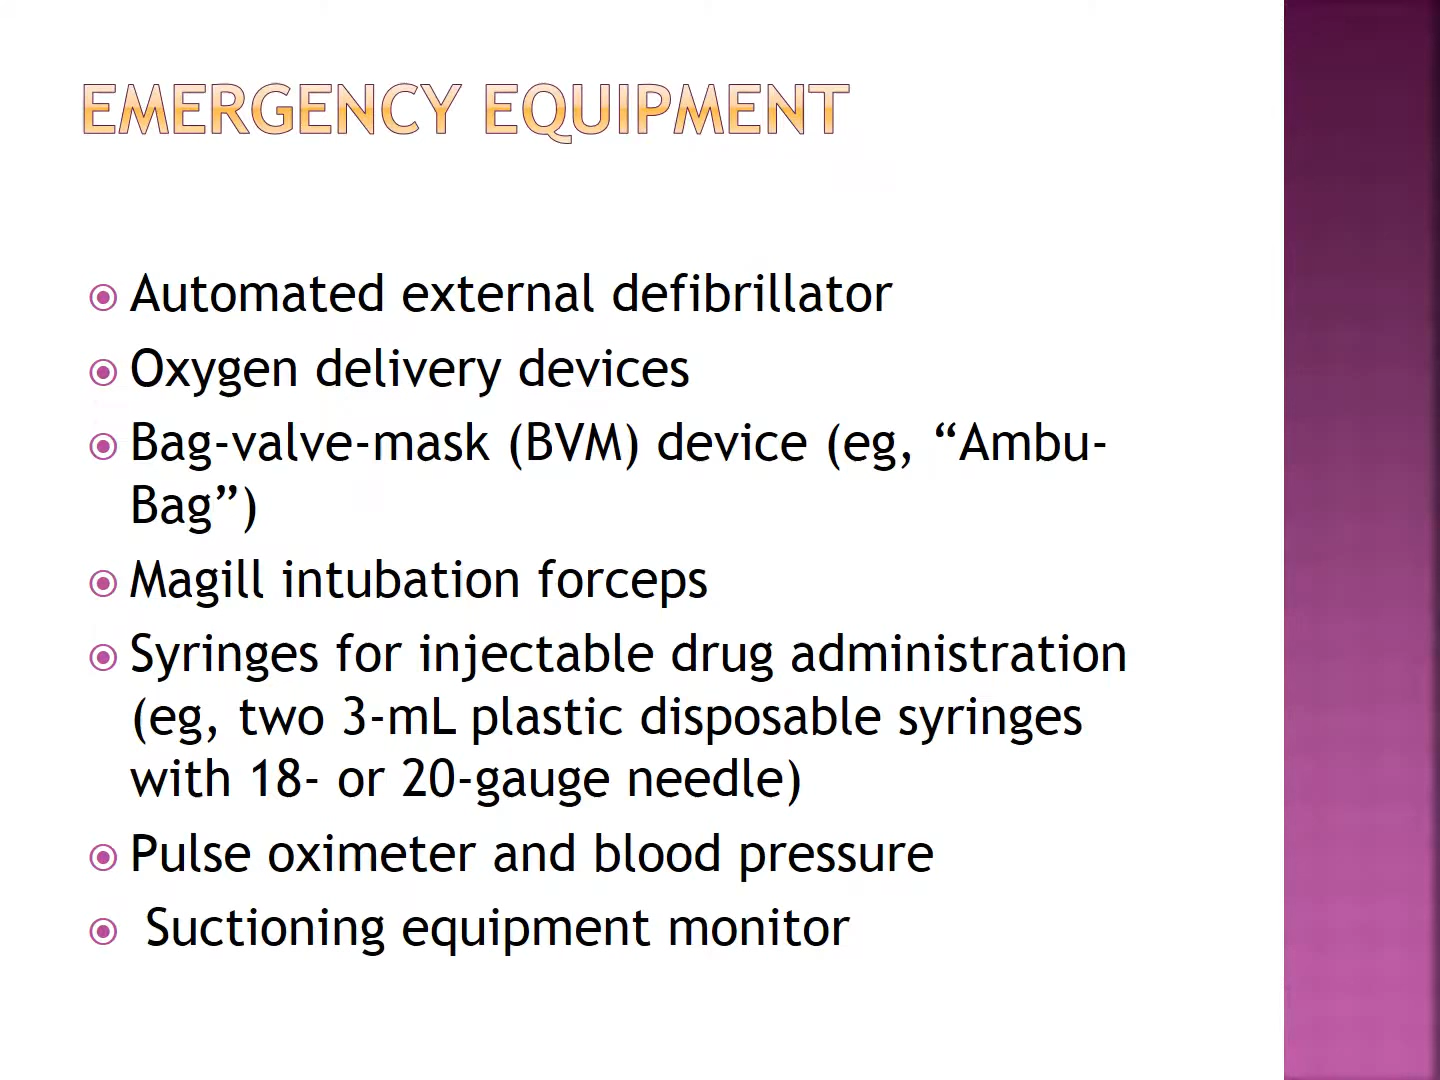 EMERGENCY EQUIPMENT
Automated external defibrillator
Oxygen delivery devices
Bag-valve-mask (BVM) device (eg, “Ambu-
Bag”)
Magill intubation forceps
Syringes for injectable drug administration
(eg, two 3-mL plastic disposable syringes
with 18- or 20-gauge needle)
Pulse oximeter and blood pressure
Suctioning equipment monitor